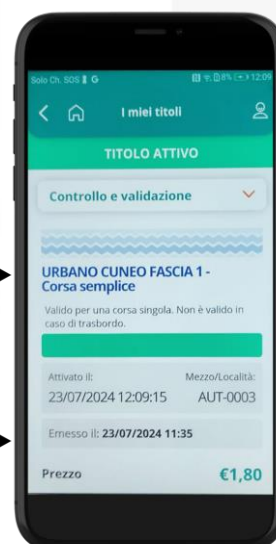 Solo Ch. SOS G 8% 12:09
I miei titoli
TITOLO ATTIVO
Controllo e validazione
URBANO CUNEO FASCIA 1 -
Corsa semplice
Valido per una corsa singola. Non è valido in
caso di trasbordo.
Attivato il: Mezzo/Località:
23/07/2024 12:09:15 AUT-0003
Emesso il: 23/07/2024 11:35
Prezzo €1,80